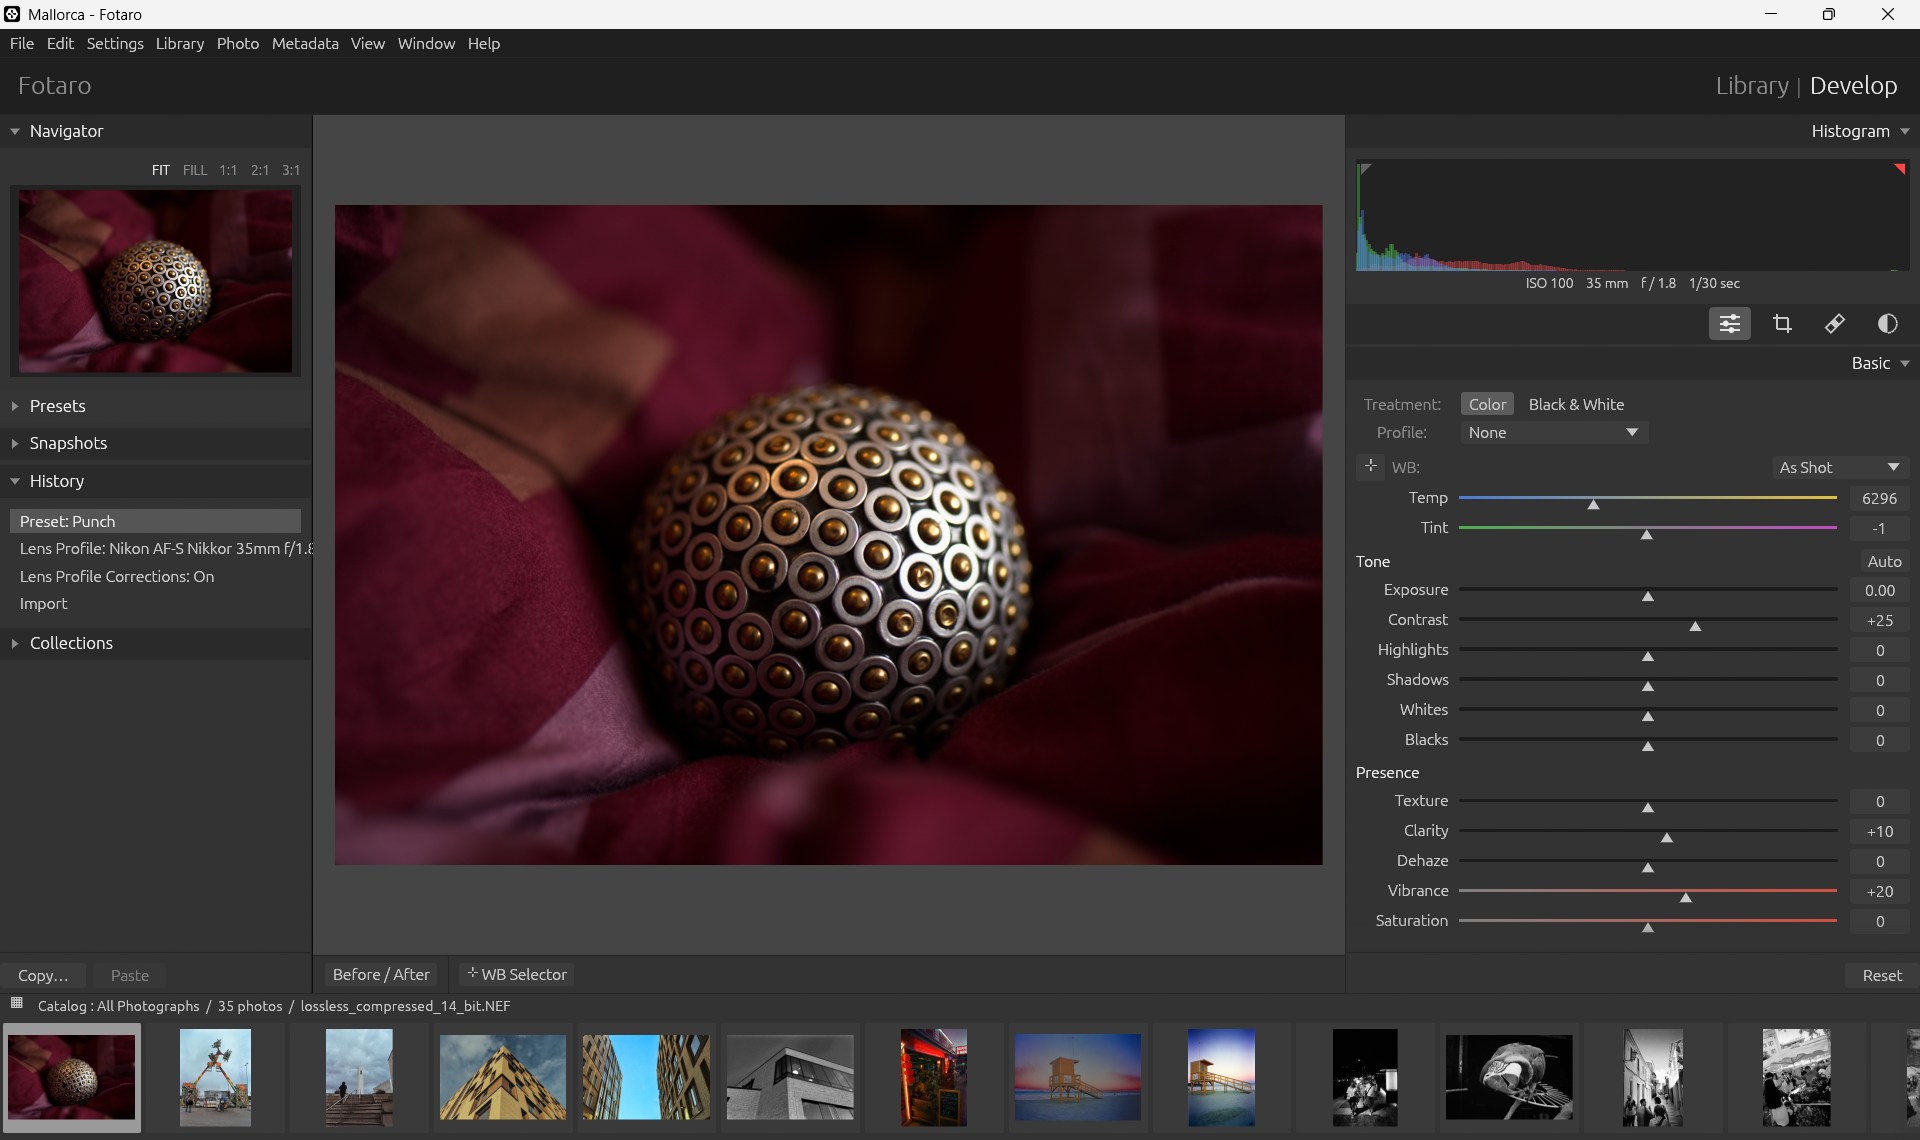 Mallorca - Fotaro
File Edit Settings Library Photo Metadata View Window Help
Fotaro
Library | Develop
Navigator
FIT FILL 1:1 2:1 3:1
Presets
Snapshots
History
Preset: Punch
Lens Profile: Nikon AF-S Nikkor 35mm f/1.8
Lens Profile Corrections: On
Import
Collections
Copy... Paste
Before / After WB Selector
Histogram
ISO 100 35 mm f / 1.8 1/30 sec
Basic
Treatment: Color Black & White
Profile: None
WB: As Shot
Temp 6296
Tint -1
Tone Auto
Exposure 0.00
Contrast +25
Highlights 0
Shadows 0
Whites 0
Blacks 0
Presence
Texture 0
Clarity +10
Dehaze 0
Vibrance +20
Saturation 0
Reset
Catalog : All Photographs / 35 photos / lossless_compressed_14_bit.NEF